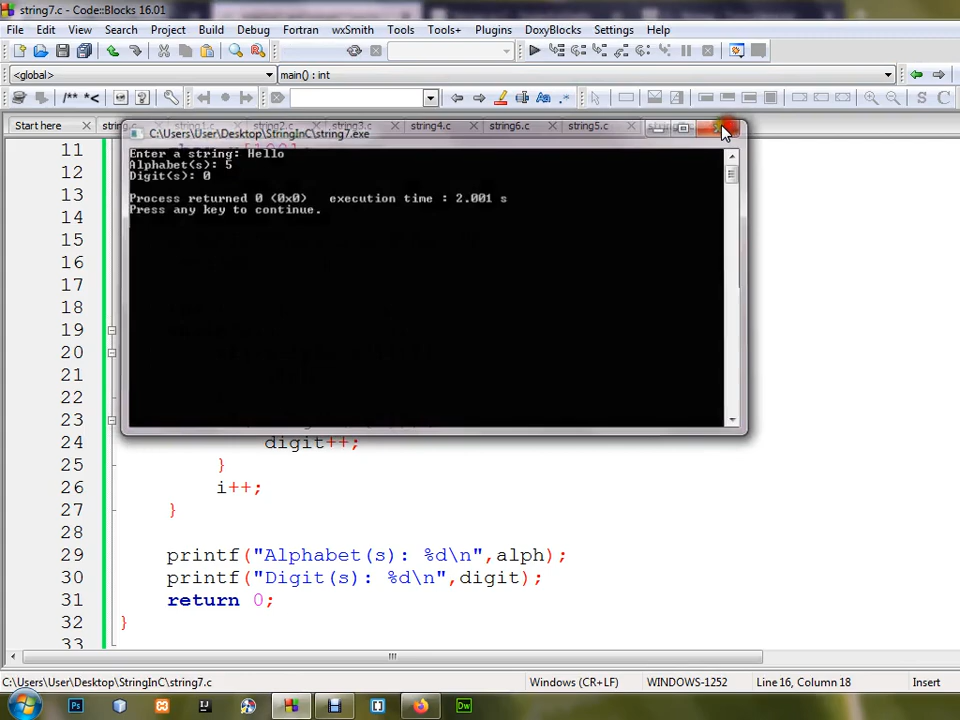 string7.c - Code::Blocks 16.01
File Edit View Search Project Build Debug Fortran wxSmith Tools Tools+ Plugins DoxyBlocks Settings Help
<global> main() : int
/** *<
Aa .* S C
Start here string3.c string4.c string6.c string5.c
C:\Users\User\Desktop\StringInC\string7.exe
Enter a string: Hello
Alphabet(s): 5
Digit(s): 0
Process returned 0 (0x0) execution time : 2.001 s
Press any key to continue.
11
12
13
14
15
16
17
18
19
20
21
22
23
24 digit++;
25 }
26 i++;
27 }
28
29 printf("Alphabet(s): %d\n",alph);
30 printf("Digit(s): %d\n",digit);
31 return 0;
32 }
33
C:\Users\User\Desktop\StringInC\string7.c Windows (CR+LF) WINDOWS-1252 Line 16, Column 18 Insert
Ps IJ Dw